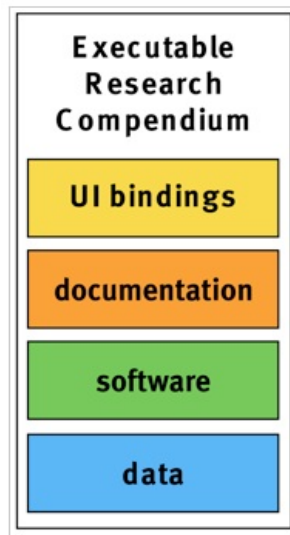 Executable
Research
Compendium
UI bindings
documentation
software
data